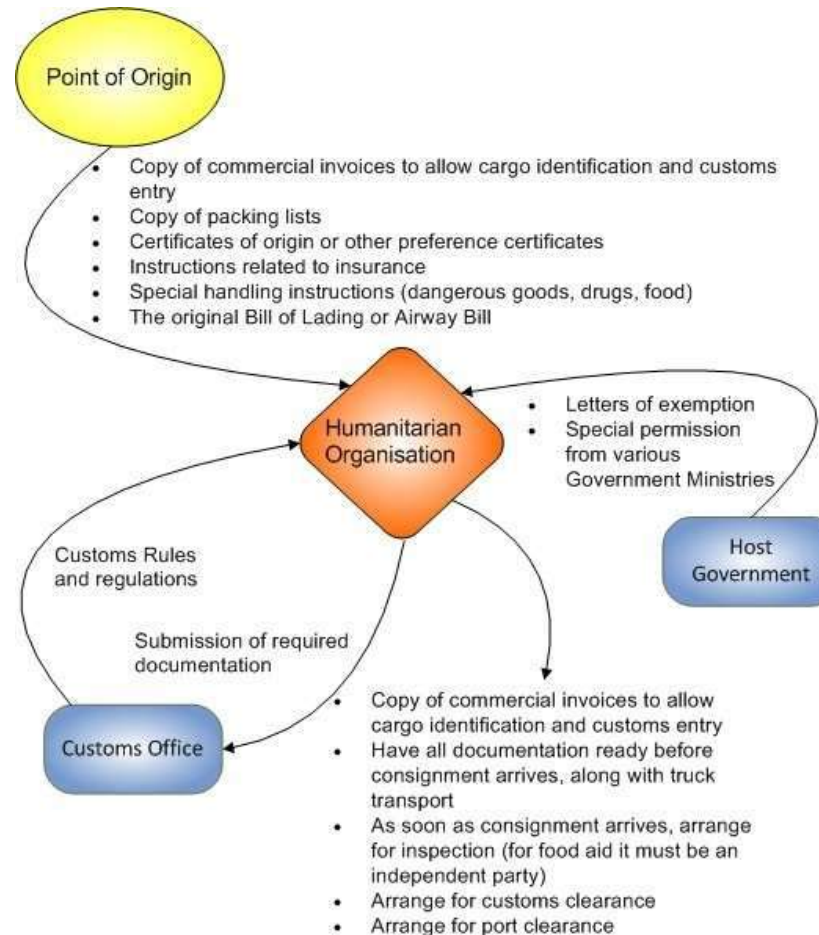 Point of Origin
• Copy of commercial invoices to allow cargo identification and customs
entry
• Copy of packing lists
• Certificates of origin or other preference certificates
• Instructions related to insurance
• Special handling instructions (dangerous goods, drugs, food)
• The original Bill of Lading or Airway Bill
Humanitarian
Organisation
• Letters of exemption
• Special permission
from various
Government Ministries
Host
Government
Customs Rules
and regulations
Submission of required
documentation
Customs Office
• Copy of commercial invoices to allow
cargo identification and customs entry
• Have all documentation ready before
consignment arrives, along with truck
transport
• As soon as consignment arrives, arrange
for inspection (for food aid it must be an
independent party)
• Arrange for customs clearance
• Arrange for port clearance